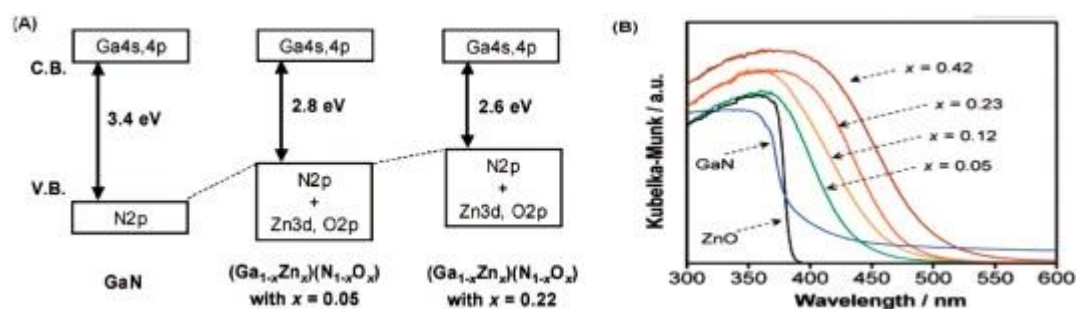 (A)
Ga4s,4p
Ga4s,4p
Ga4s,4p
C.B.
3.4 eV
2.8 eV
2.6 eV
V.B.
N2p
N2p
+
Zn3d, O2p
N2p
+
Zn3d, O2p
GaN
(Ga1-xZnx)(N1-xOx)
with x = 0.05
(Ga1-xZnx)(N1-xOx)
with x = 0.22
(B)
Kubelka-Munk / a.u.
x = 0.42
x = 0.23
x = 0.12
x = 0.05
GaN
ZnO
300
350
400
450
500
550
600
Wavelength / nm